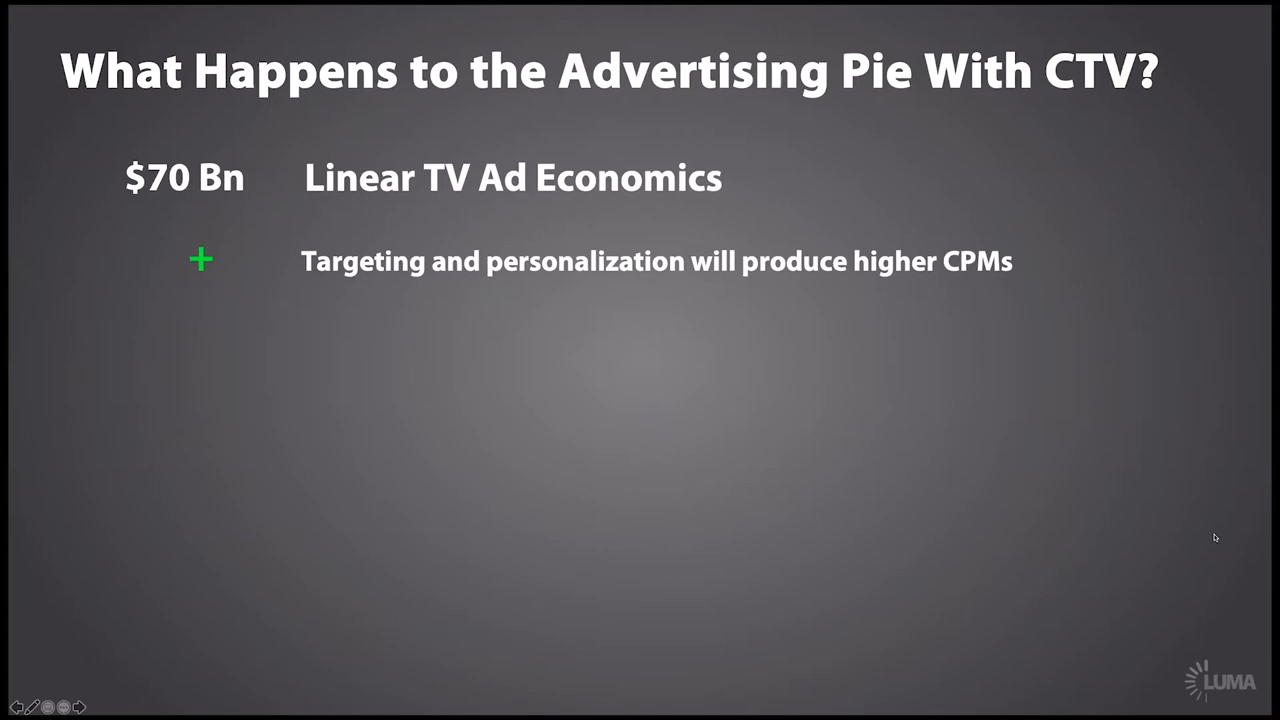 What Happens to the Advertising Pie With CTV?
$70 Bn Linear TV Ad Economics
+ Targeting and personalization will produce higher CPMs
LUMA